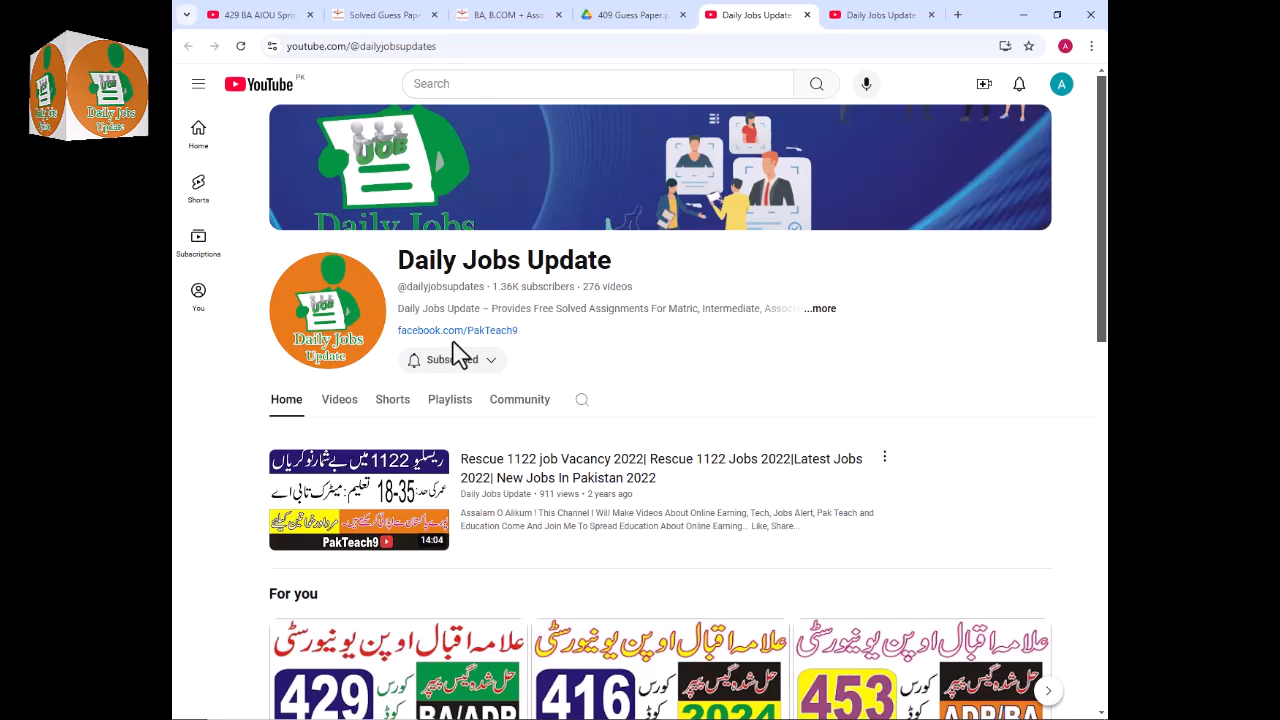 429 BA AIOU Spri
Solved Guess Pape
BA, B.COM + Asso
409 Guess Paper.p
Daily Jobs Update
Daily Jobs Update
youtube.com/@dailyjobsupdates
A
YouTube PK
Search
A
Home
Shorts
Subscriptions
You
JOB
Daily Jobs
Daily Jobs
Update
JOB
Daily Jobs
Update
Daily Jobs Update
@dailyjobsupdates · 1.36K subscribers · 276 videos
Daily Jobs Update – Provides Free Solved Assignments For Matric, Intermediate, Associ ...more
facebook.com/PakTeach9
Subscribed
Home
Videos
Shorts
Playlists
Community
ریسکیو 1122 میں بے شمار نوکریاں
عمر کی حد: 18-35 تعلیم: میٹرک تا بی اے
PakTeach9
14:04
Rescue 1122 job Vacancy 2022| Rescue 1122 Jobs 2022|Latest Jobs
2022| New Jobs In Pakistan 2022
Daily Jobs Update · 911 views · 2 years ago
Assalam O Alikum ! This Channel I Will Make Videos About Online Earning, Tech, Jobs Alert, Pak Teach and
Education Come And Join Me To Spread Education About Online Earning... Like, Share...
For you
علامہ اقبال اوپن یونیورسٹی
429 کورس کوڈ حل شدہ گیس پیپر
BA/ADP
علامہ اقبال اوپن یونیورسٹی
کورس کوڈ حل شدہ گیس پیپر
2024
علامہ اقبال اوپن یونیورسٹی
453 کورس کوڈ حل شدہ گیس پیپر
ADP/BA